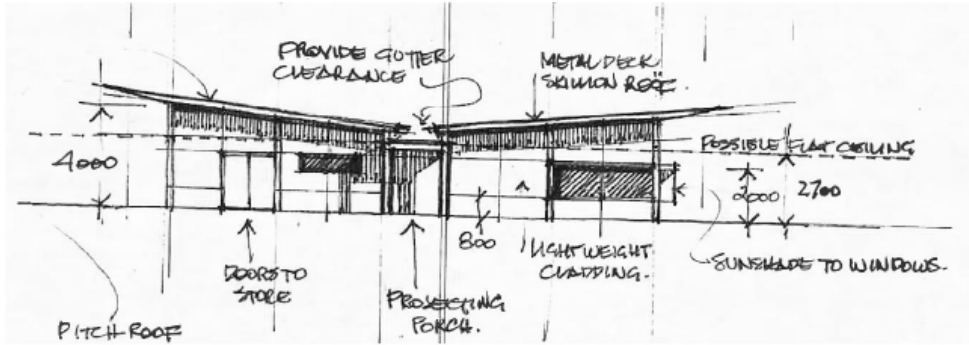 PROVIDE GUTTER
CLEARANCE
METAL DECK
SKILLION ROOF.
POSSIBLE FLAT CEILING
4000
2000
2700
800
LIGHTWEIGHT
CLADDING.
SUNSHADE TO WINDOWS.
DOORS TO
STORE
PROJECTING
PORCH.
PITCH ROOF